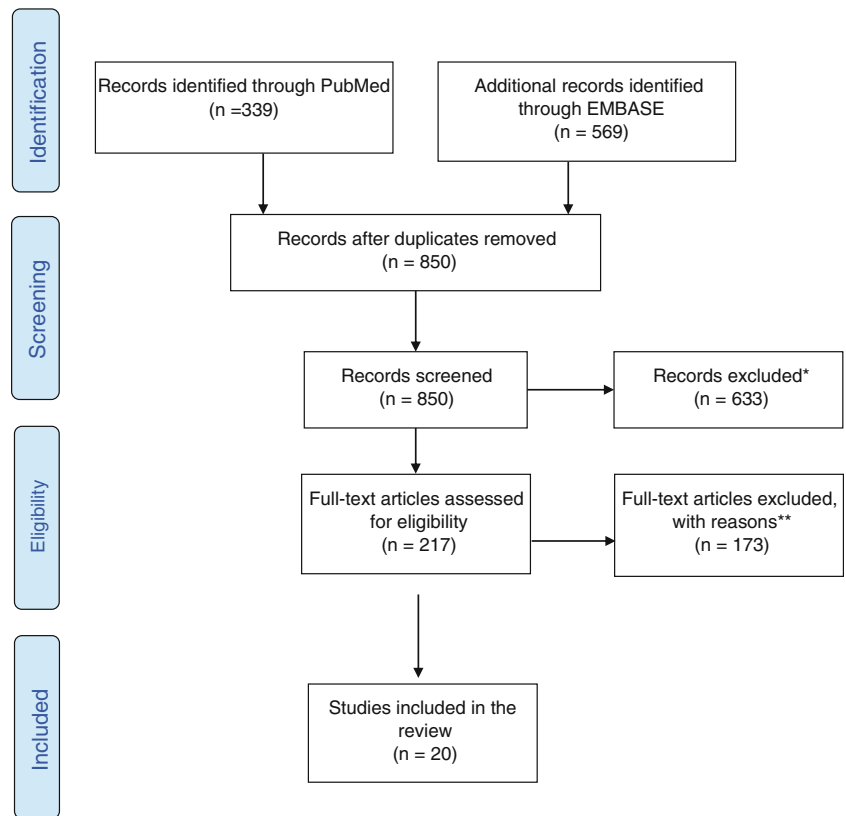 Identification
Records identified through PubMed
(n =339)
Additional records identified
through EMBASE
(n = 569)
Screening
Records after duplicates removed
(n = 850)
Records screened
(n = 850)
Records excluded*
(n = 633)
Eligibility
Full-text articles assessed
for eligibility
(n = 217)
Full-text articles excluded,
with reasons**
(n = 173)
Included
Studies included in the
review
(n = 20)